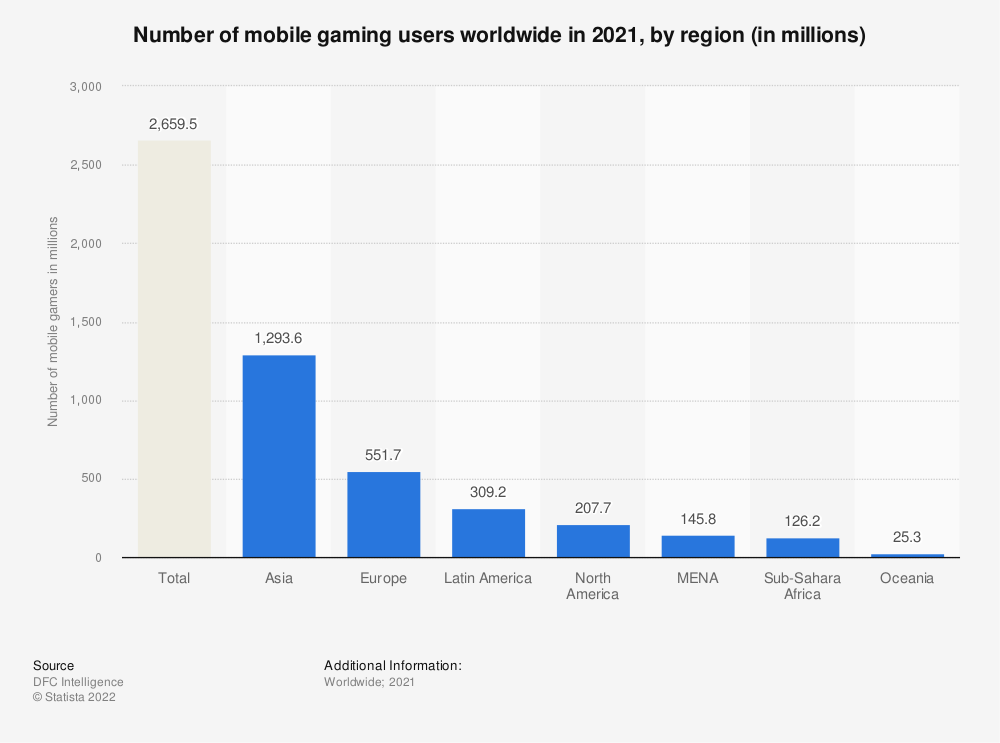 Number of mobile gaming users worldwide in 2021, by region (in millions)
Number of mobile gamers in millions
3,000
2,500
2,000
1,500
1,000
500
0
2,659.5
1,293.6
551.7
309.2
207.7
145.8
126.2
25.3
Total
Asia
Europe
Latin America
North
America
MENA
Sub-Sahara
Africa
Oceania
Source
DFC Intelligence
© Statista 2022
Additional Information:
Worldwide; 2021